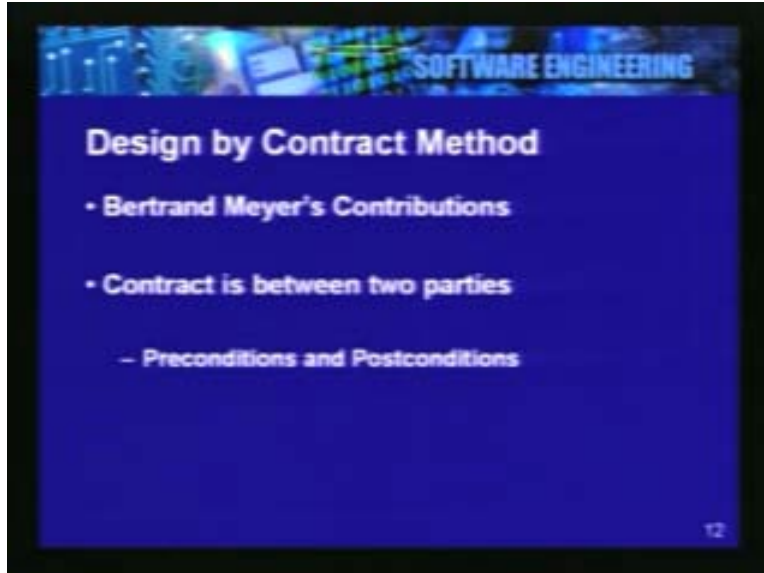 SOFTWARE ENGINEERING
Design by Contract Method
• Bertrand Meyer's Contributions
• Contract is between two parties
– Preconditions and Postconditions
12